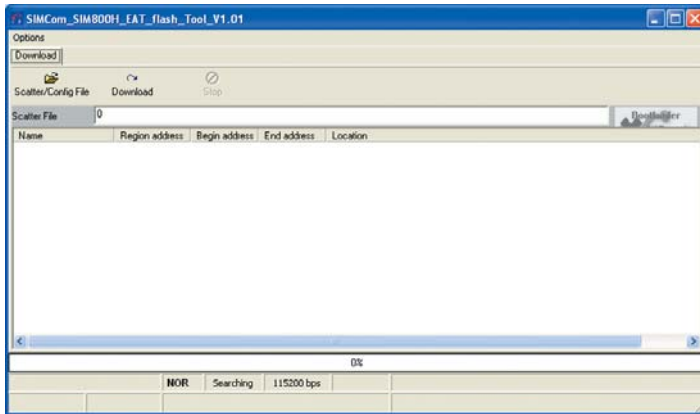 SIMCom_SIM800H_EAT_flash_Tool_V1.01
Options
Download
Scatter/Config File Download Stop
Scatter File 0 Bootloader
Name Region address Begin address End address Location
0%
NOR Searching 115200 bps